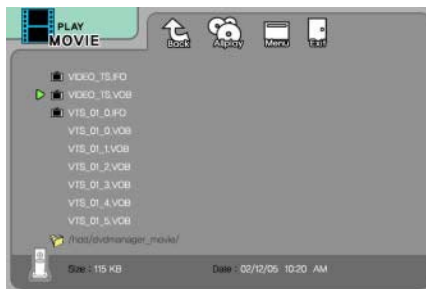 PLAY
MOVIE
Back
Allplay
Menu
Exit
VIDEO_TS.IFO
VIDEO_TS.VOB
VTS_01_0.IFO
VTS_01_0.VOB
VTS_01_1.VOB
VTS_01_2.VOB
VTS_01_3.VOB
VTS_01_4.VOB
VTS_01_5.VOB
/hdd/dvdmanager_movie/
Size : 115 KB
Date : 02/12/05 10:20 AM